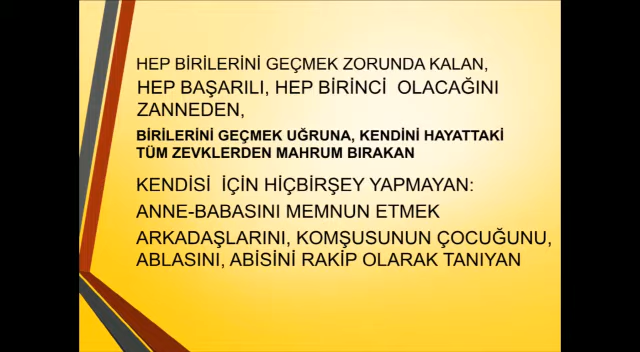 HEP BİRİLERİNİ GEÇMEK ZORUNDA KALAN,
HEP BAŞARILI, HEP BİRİNCİ OLACAĞINI
ZANNEDEN,
BİRİLERİNİ GEÇMEK UĞRUNA, KENDİNİ HAYATTAKİ
TÜM ZEVKLERDEN MAHRUM BIRAKAN
KENDİSİ İÇİN HİÇBİRŞEY YAPMAYAN:
ANNE-BABASINI MEMNUN ETMEK
ARKADAŞLARINI, KOMŞUSUNUN ÇOCUĞUNU,
ABLASINI, ABİSİNİ RAKİP OLARAK TANIYAN